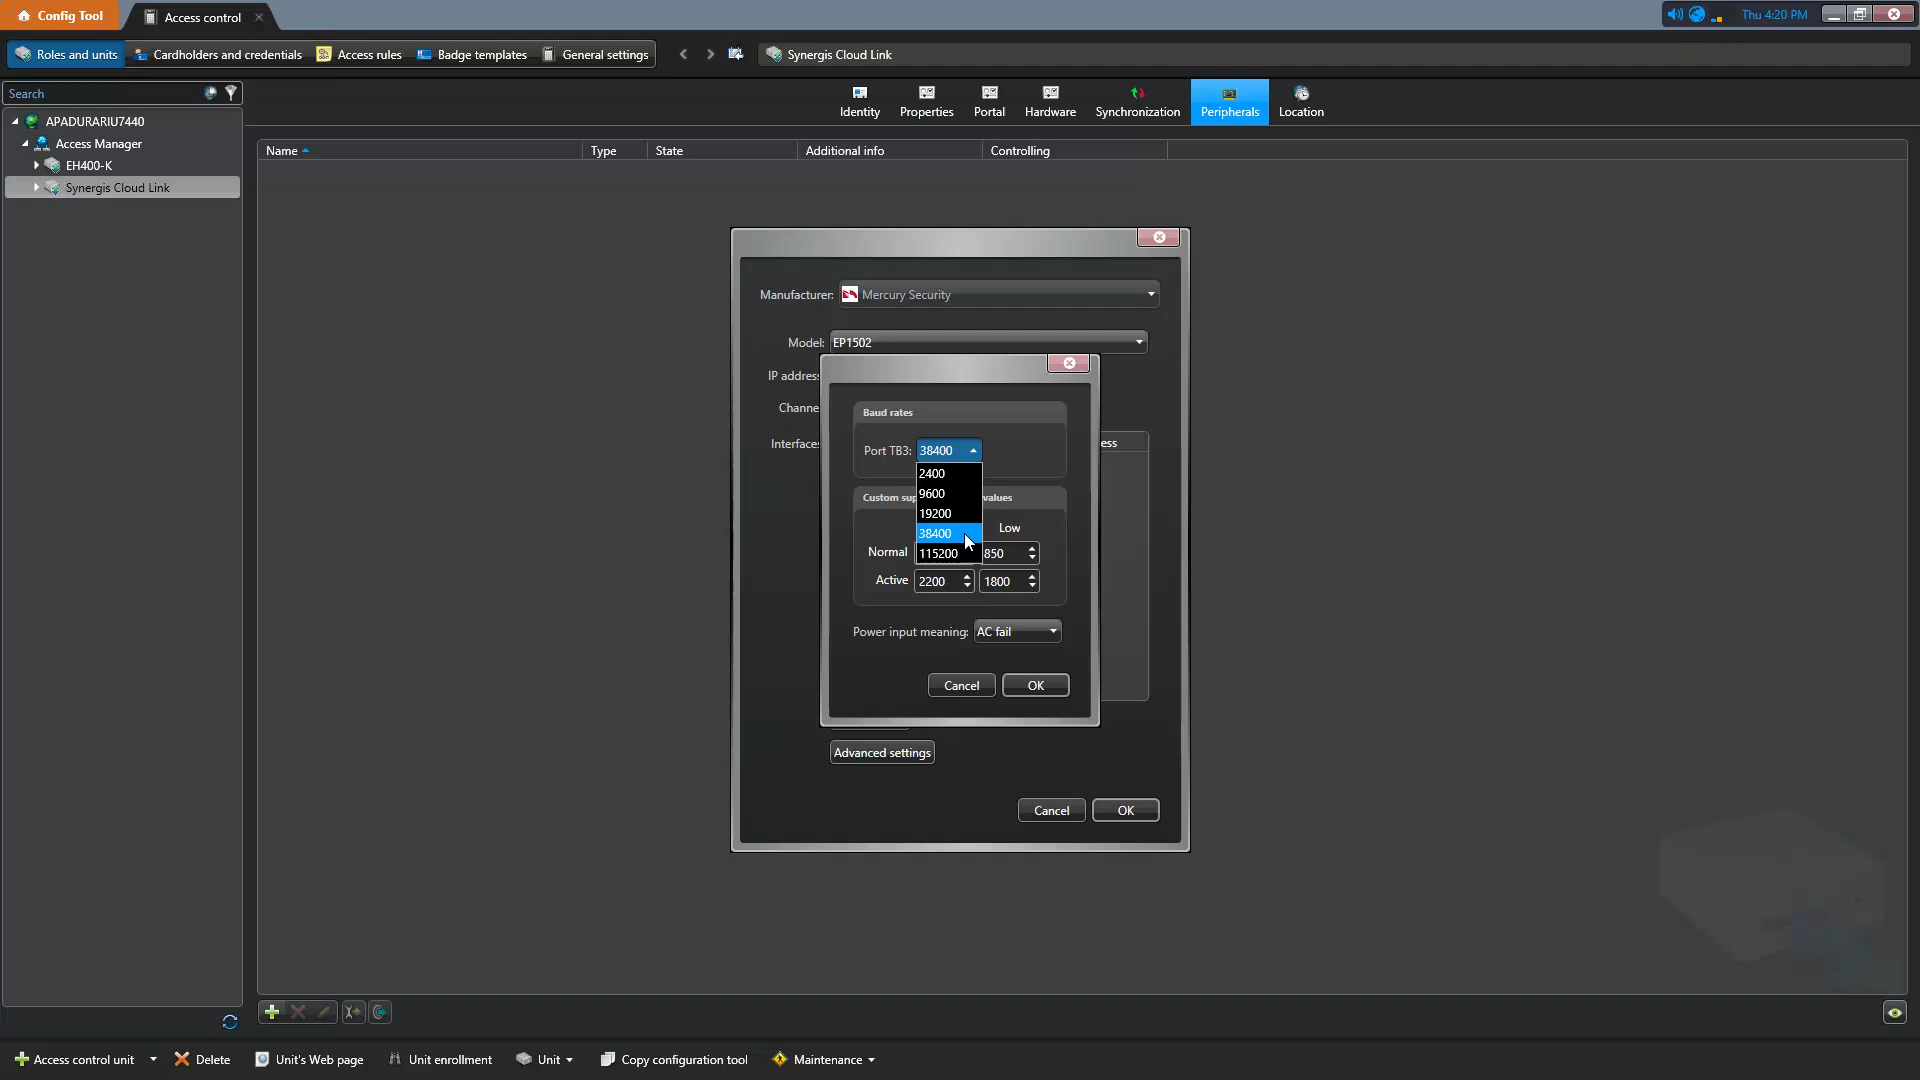 Config Tool
Access control
Thu 4:20 PM
Roles and units
Cardholders and credentials
Access rules
Badge templates
General settings
Synergis Cloud Link
Search
Identity
Properties
Portal
Hardware
Synchronization
Peripherals
Location
APADURARIU7440
Access Manager
EH400-K
Synergis Cloud Link
Name
Type
State
Additional info
Controlling
Manufacturer:
Mercury Security
Model:
EP1502
IP address
Channe
Interface:
ess
Baud rates
Port TB3:
38400
2400
9600
19200
38400
115200
Custom sup
values
Low
Normal
850
Active
2200
1800
Power input meaning:
AC fail
Cancel
OK
Advanced settings
Cancel
OK
Access control unit
Delete
Unit's Web page
Unit enrollment
Unit
Copy configuration tool
Maintenance